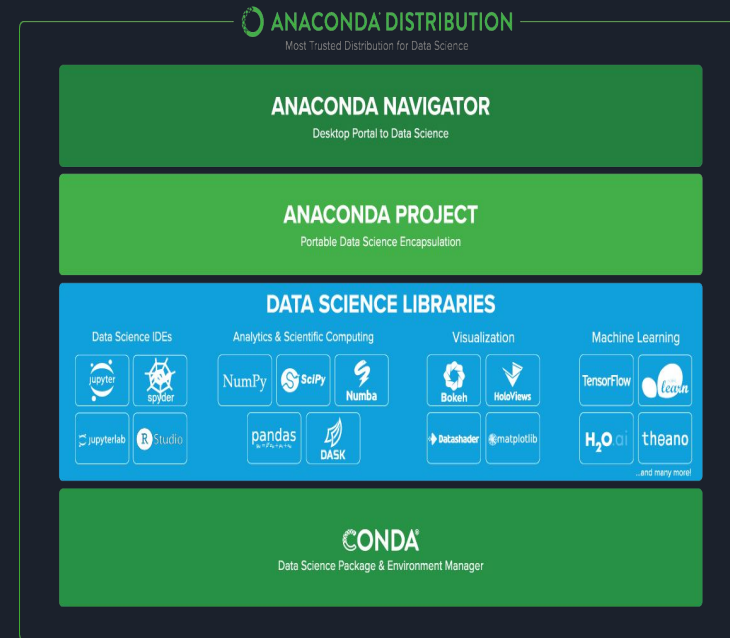 ANACONDA DISTRIBUTION
Most Trusted Distribution for Data Science
ANACONDA NAVIGATOR
Desktop Portal to Data Science
ANACONDA PROJECT
Portable Data Science Encapsulation
DATA SCIENCE LIBRARIES
Data Science IDEs
jupyter
spyder
jupyterlab
R Studio
Analytics & Scientific Computing
NumPy
SciPy
Numba
pandas
DASK
Visualization
Bokeh
HoloViews
Datashader
matplotlib
Machine Learning
TensorFlow
learn
H2O ai
theano
...and many more!
CONDA®
Data Science Package & Environment Manager